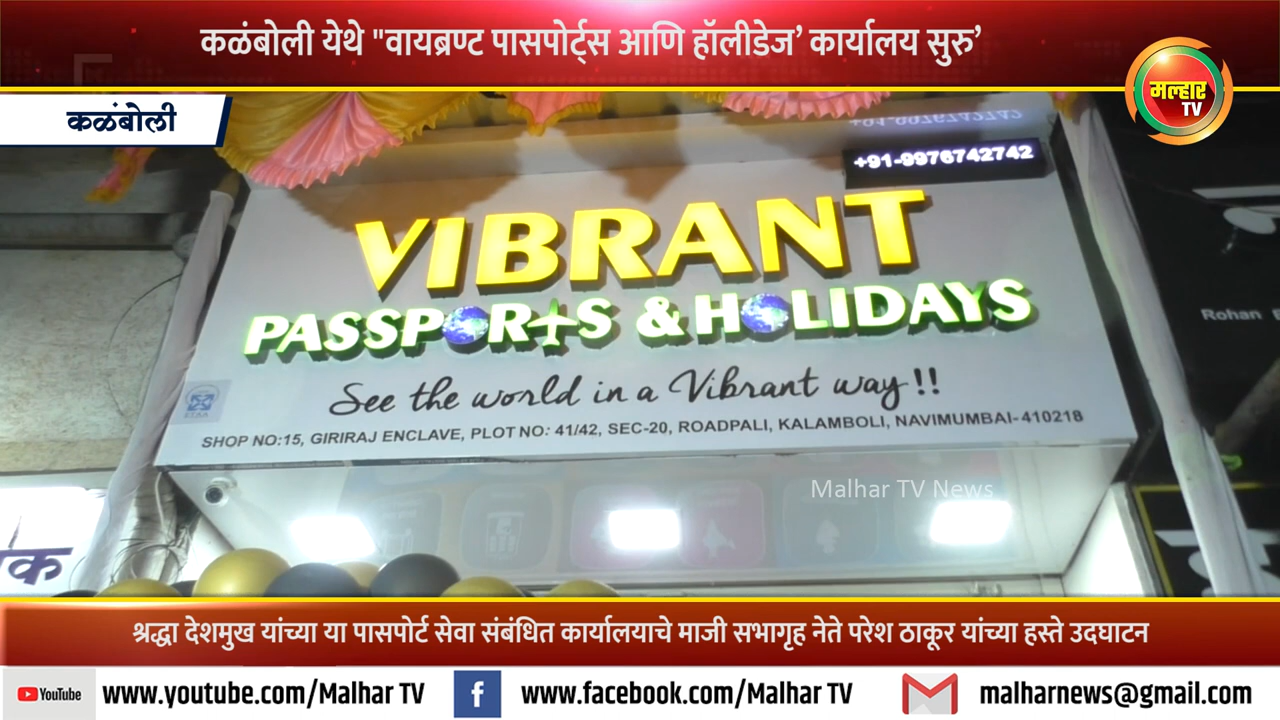 कळंबोली येथे "वायब्रण्ट पासपोर्ट्स आणि हॉलीडेज’ कार्यालय सुरु’
मल्हार
TV
कळंबोली
+91-9976742742
+91-9976742742
VIBRANT
PASSPORTS & HOLIDAYS
See the world in a Vibrant way!!
SHOP NO:15, GIRIRAJ ENCLAVE, PLOT NO: 41/42, SEC-20, ROADPALI, KALAMBOLI, NAVIMUMBAI-410218
Rohan
Malhar TV News
श्रद्धा देशमुख यांच्या या पासपोर्ट सेवा संबंधित कार्यालयाचे माजी सभागृह नेते परेश ठाकूर यांच्या हस्ते उदघाटन
YouTube www.youtube.com/Malhar TV f www.facebook.com/Malhar TV malharnews@gmail.com